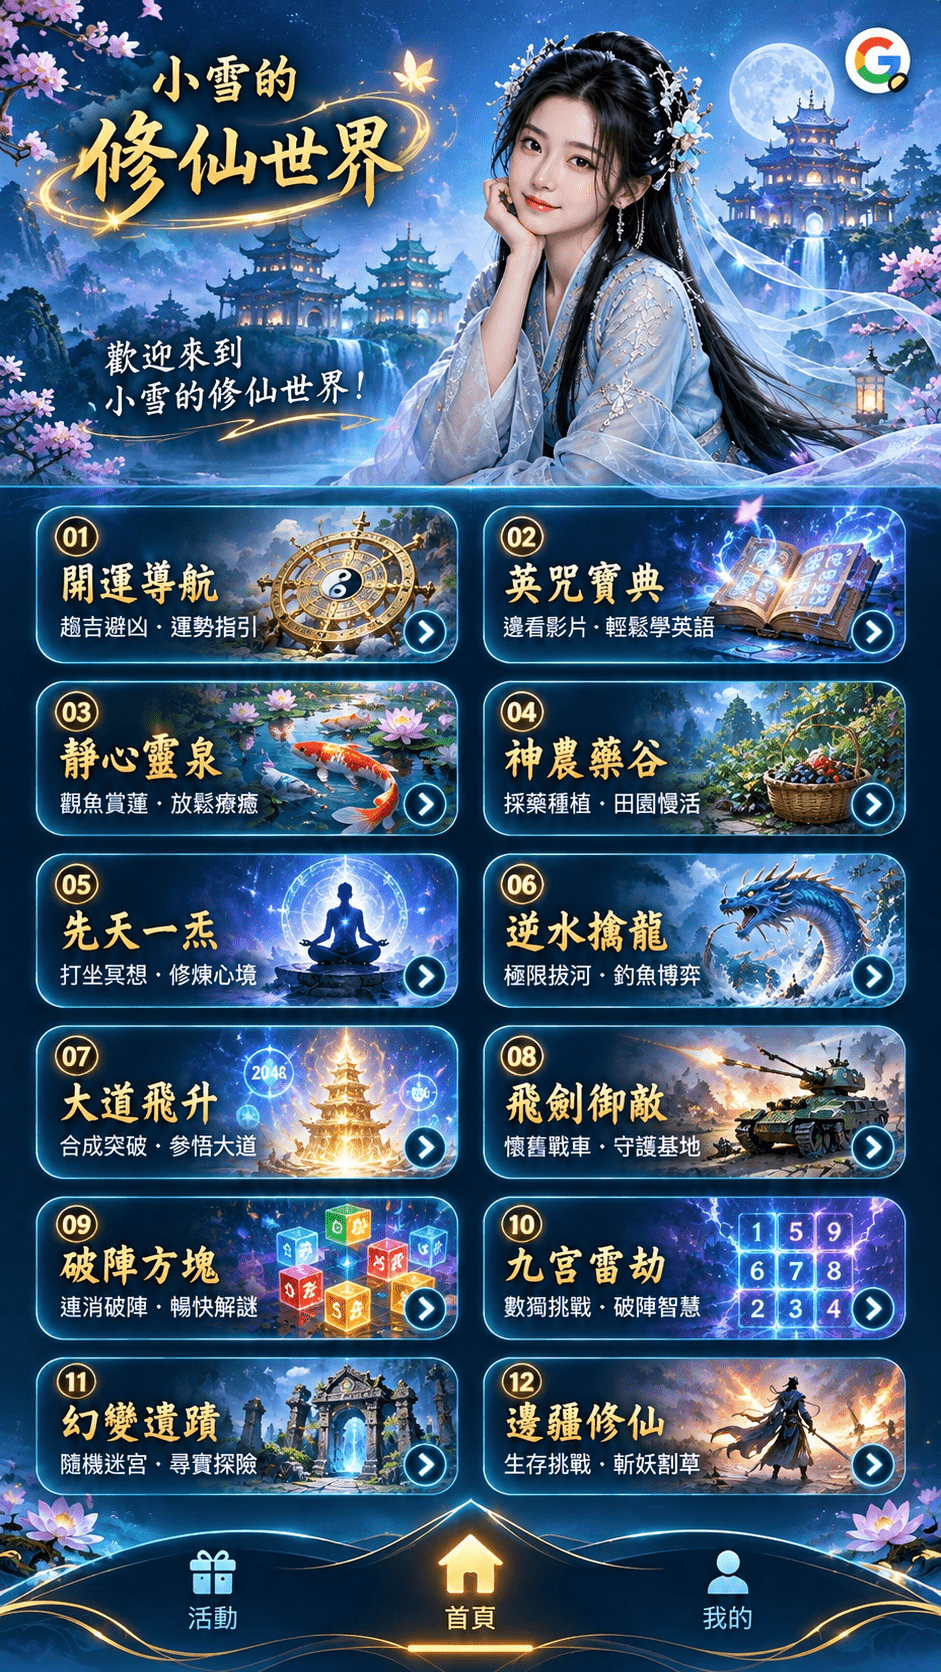 小雪的
修仙世界
歡迎來到
小雪的修仙世界！
01
開運導航
趨吉避凶·運勢指引
02
英咒寶典
邊看影片·輕鬆學英語
03
靜心靈泉
觀魚賞蓮·放鬆療癒
04
神農藥谷
採藥種植·田園慢活
05
先天一炁
打坐冥想·修煉心境
06
逆水擒龍
極限拔河·釣魚博弈
07
大道飛升
合成突破·參悟大道
2048
08
飛劍御敵
懷舊戰車·守護基地
09
破陣方塊
連消破陣·暢快解謎
10
九宮雷劫
數獨挑戰·破陣智慧
1 5 9
6 7 8
2 3 4
11
幻變遺蹟
隨機迷宮·尋寶探險
12
邊疆修仙
生存挑戰·斬妖割草
活動
首頁
我的